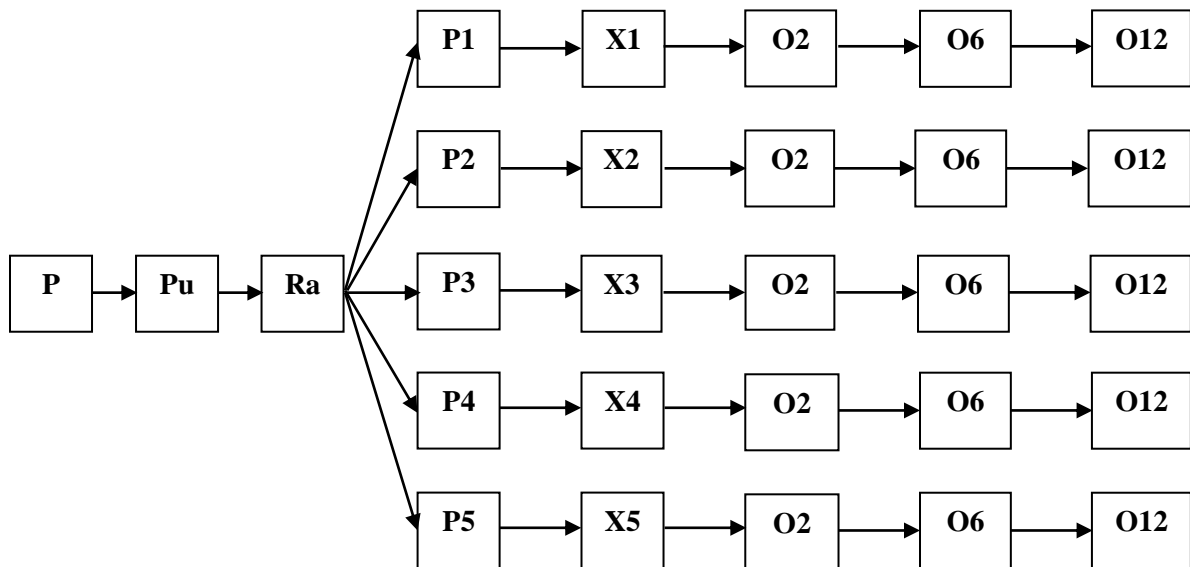 P1 X1 O2 O6 O12
P2 X2 O2 O6 O12
P Pu Ra P3 X3 O2 O6 O12
P4 X4 O2 O6 O12
P5 X5 O2 O6 O12